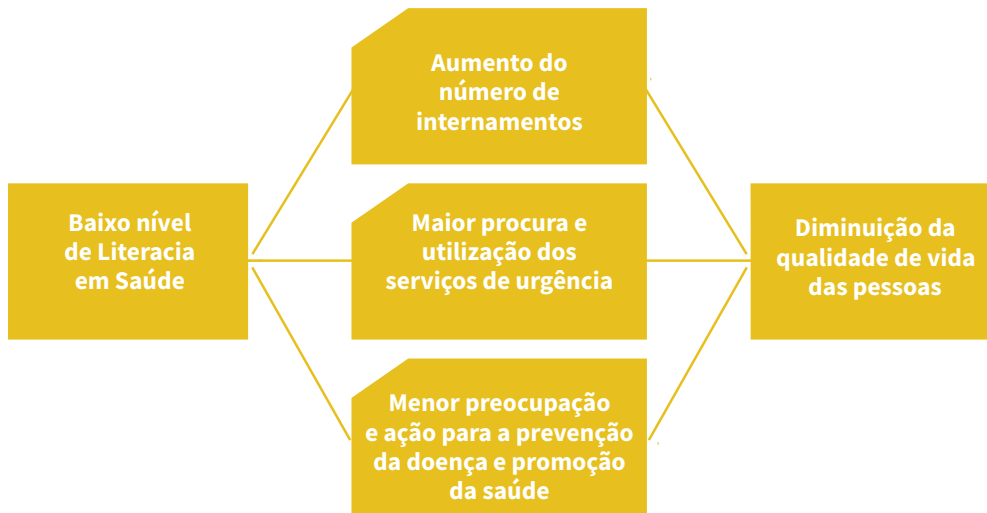 Aumento do
número de
internamentos
Baixo nível
de Literacia
em Saúde
Maior procura e
utilização dos
serviços de urgência
Diminuição da
qualidade de vida
das pessoas
Menor preocupação
e ação para a prevenção
da doença e promoção
da saúde